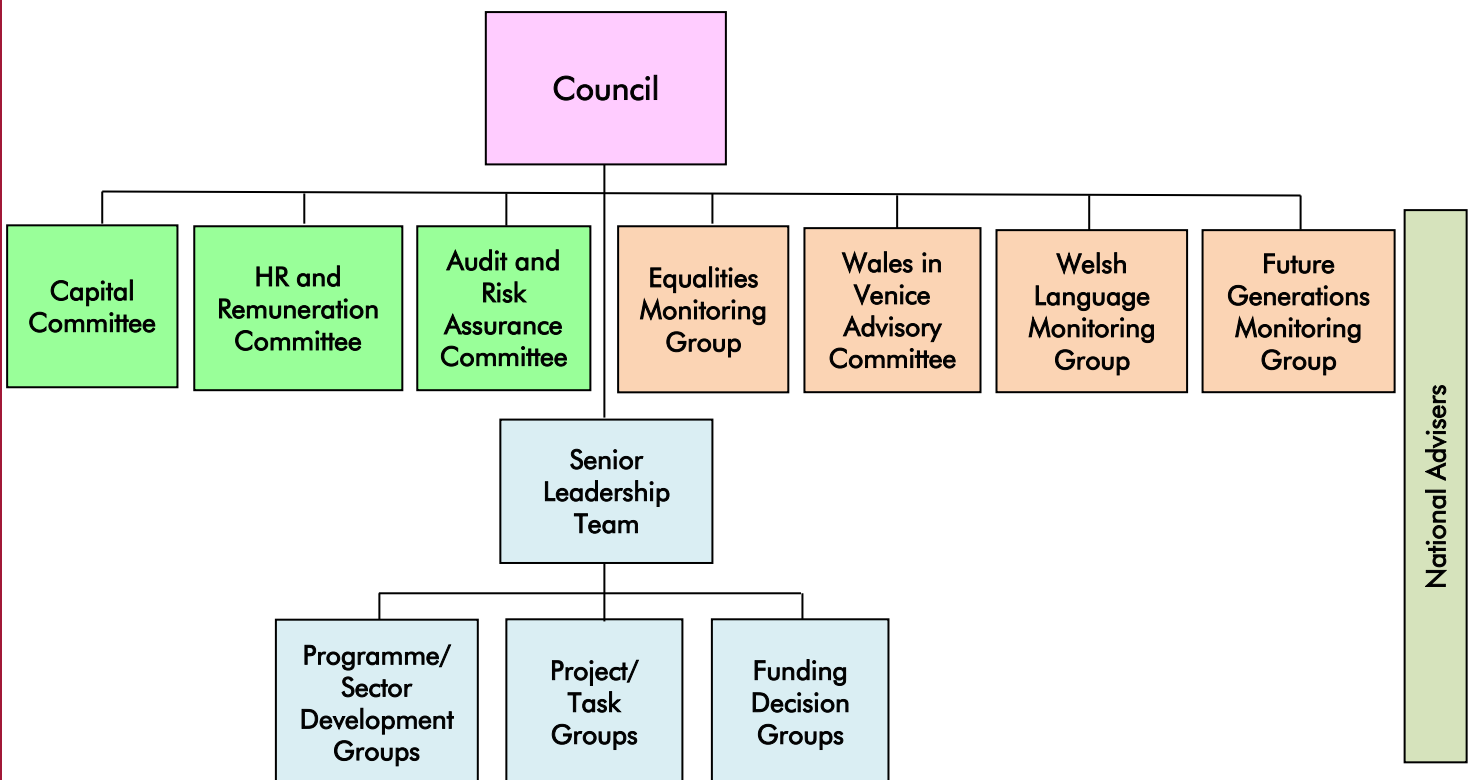 Council
Capital
Committee
HR and
Remuneration
Committee
Audit and
Risk
Assurance
Committee
Equalities
Monitoring
Group
Wales in
Venice
Advisory
Committee
Welsh
Language
Monitoring
Group
Future
Generations
Monitoring
Group
National Advisers
Senior
Leadership
Team
Programme/
Sector
Development
Groups
Project/
Task
Groups
Funding
Decision
Groups